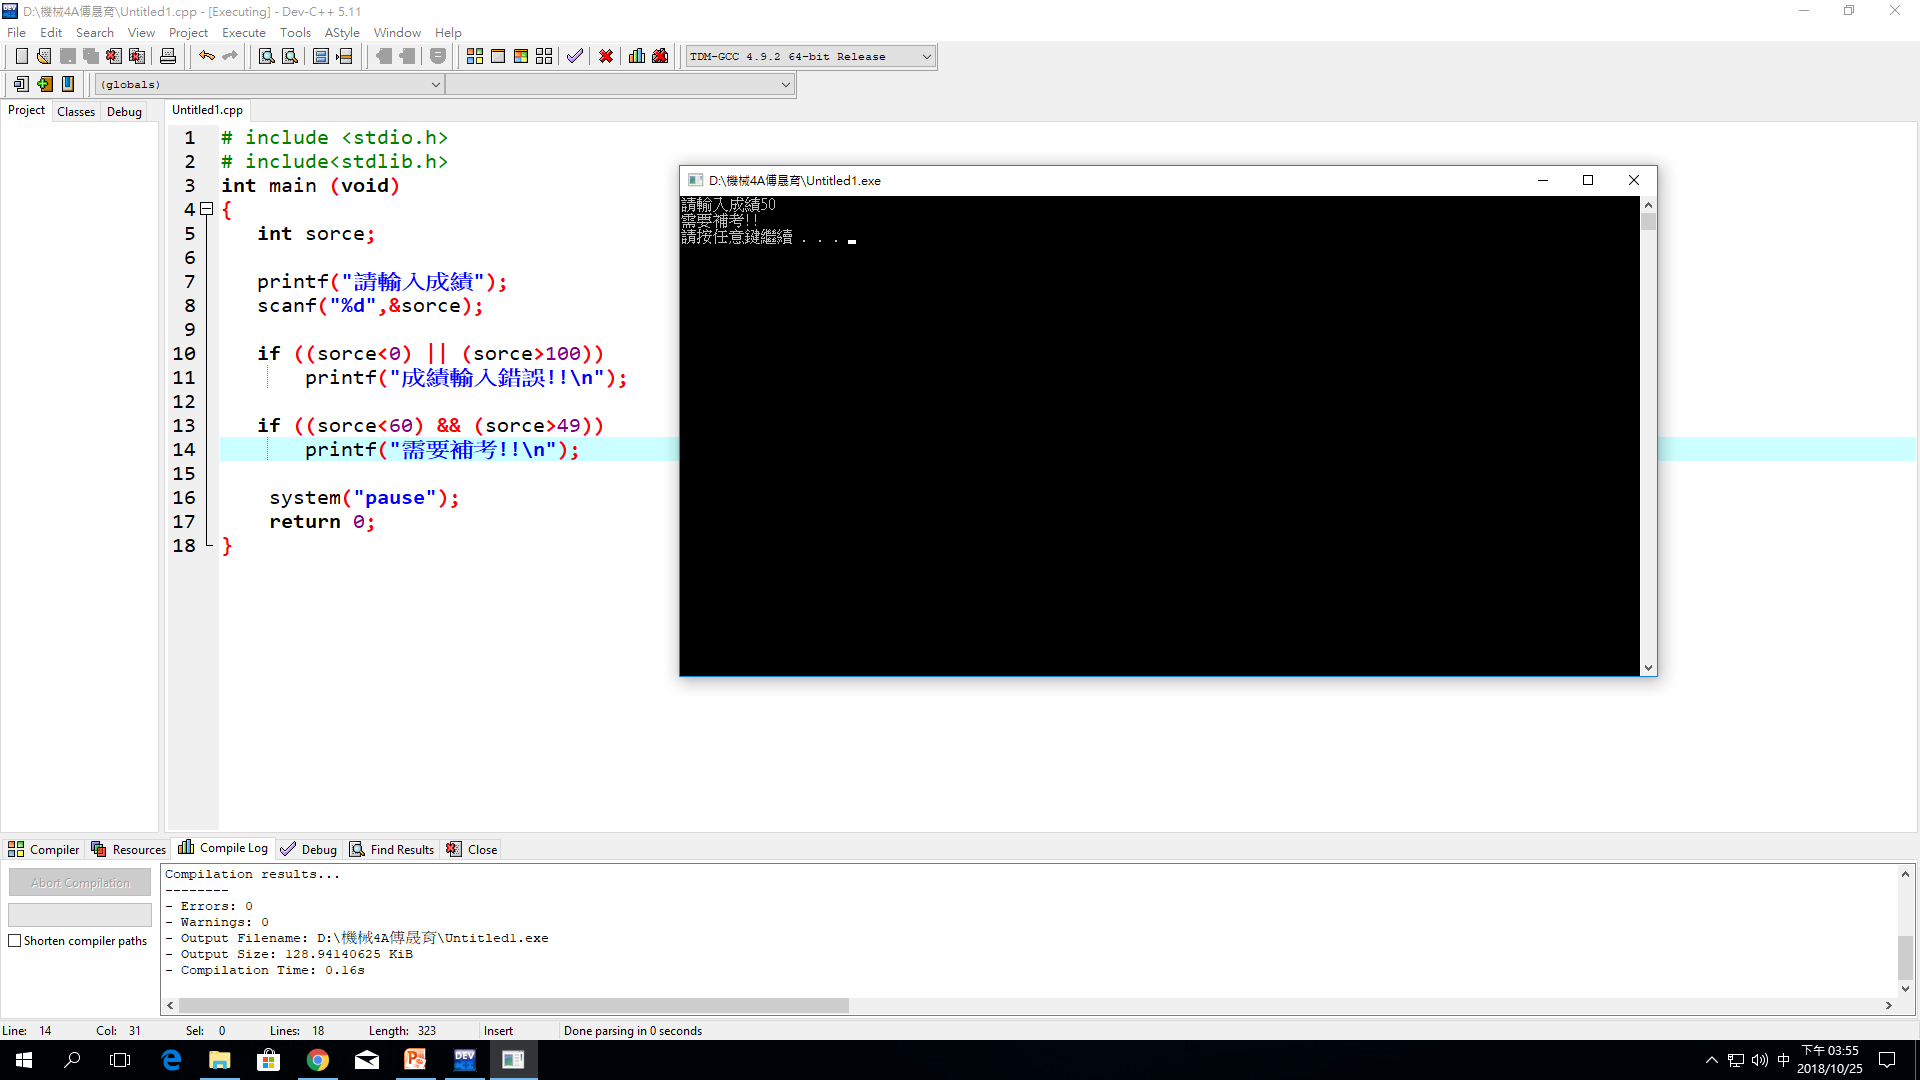 D:\機械4A傅晟育\Untitled1.cpp - [Executing] - Dev-C++ 5.11
File Edit Search View Project Execute Tools AStyle Window Help
TDM-GCC 4.9.2 64-bit Release
(globals)
Project Classes Debug
Untitled1.cpp
1 # include <stdio.h>
2 # include<stdlib.h>
3 int main (void)
4 {
5 int sorce;
6
7 printf("請輸入成績");
8 scanf("%d",&sorce);
9
10 if ((sorce<0) || (sorce>100))
11 printf("成績輸入錯誤!!\n");
12
13 if ((sorce<60) && (sorce>49))
14 printf("需要補考!!\n");
15
16 system("pause");
17 return 0;
18 }
D:\機械4A傅晟育\Untitled1.exe
請輸入成績50
需要補考!!
請按任意鍵繼續 . . .
Compiler Resources Compile Log Debug Find Results Close
Abort Compilation
Shorten compiler paths
Compilation results...
--------
- Errors: 0
- Warnings: 0
- Output Filename: D:\機械4A傅晟育\Untitled1.exe
- Output Size: 128.94140625 KiB
- Compilation Time: 0.16s
Line: 14 Col: 31 Sel: 0 Lines: 18 Length: 323 Insert Done parsing in 0 seconds
DEV
中
下午 03:55
2018/10/25